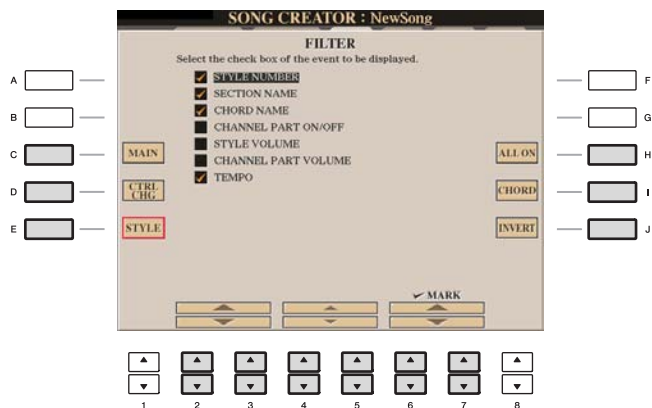 SONG CREATOR : NewSong
FILTER
Select the check box of the event to be displayed.
STYLE NUMBER
SECTION NAME
CHORD NAME
CHANNEL PART ON/OFF
STYLE VOLUME
CHANNEL PART VOLUME
TEMPO
A
B
C
D
E
MAIN
CTRL
CHG
STYLE
ALL ON
CHORD
INVERT
F
G
H
I
J
MARK
1 2 3 4 5 6 7 8